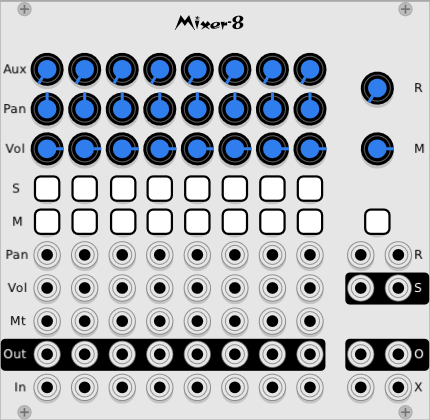 Mixer-8
Aux
R
Pan
Vol M
S
M
Pan R
Vol S
Mt
Out O
In X